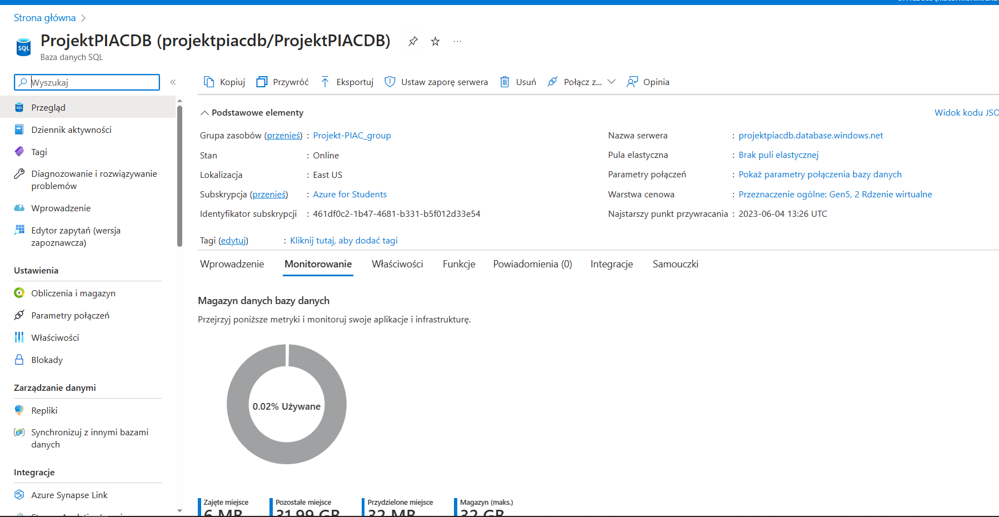 Strona główna
ProjektPIACDB (projektpiacdb/ProjektPIACDB)
SQL
Baza danych SQL
Wyszukaj
Kopiuj Przywróć Eksportuj Ustaw zaporę serwera Usuń Połącz z... Opinia
Przegląd
Dziennik aktywności
Tagi
Diagnozowanie i rozwiązywanie
problemów
Wprowadzenie
Edytor zapytań (wersja
zapoznawcza)
Ustawienia
Obliczenia i magazyn
Parametry połączeń
Właściwości
Blokady
Zarządzanie danymi
Repliki
Synchronizuj z innymi bazami
danych
Integracje
Azure Synapse Link
Podstawowe elementy
Widok kodu JSO
Grupa zasobów (przenieś) : Projekt-PIAC_group
Stan : Online
Lokalizacja : East US
Subskrypcja (przenieś) : Azure for Students
Identyfikator subskrypcji : 461df0c2-1b47-4681-b331-b5f012d33e54
Nazwa serwera : projektpiacdb.database.windows.net
Pula elastyczna : Brak puli elastycznej
Parametry połączeń : Pokaż parametry połączenia bazy danych
Warstwa cenowa : Przeznaczenie ogólne: Gen5, 2 Rdzenie wirtualne
Najstarszy punkt przywracania : 2023-06-04 13:26 UTC
Tagi (edytuj) : Kliknij tutaj, aby dodać tagi
Wprowadzenie Monitorowanie Właściwości Funkcje Powiadomienia (0) Integracje Samouczki
Magazyn danych bazy danych
Przejrzyj poniższe metryki i monitoruj swoje aplikacje i infrastrukturę.
0.02% Używane
Zajęte miejsce
6 MB
Pozostałe miejsce
31.99 GB
Przydzielone miejsce
32 MB
Magazyn (maks.)
32 GB